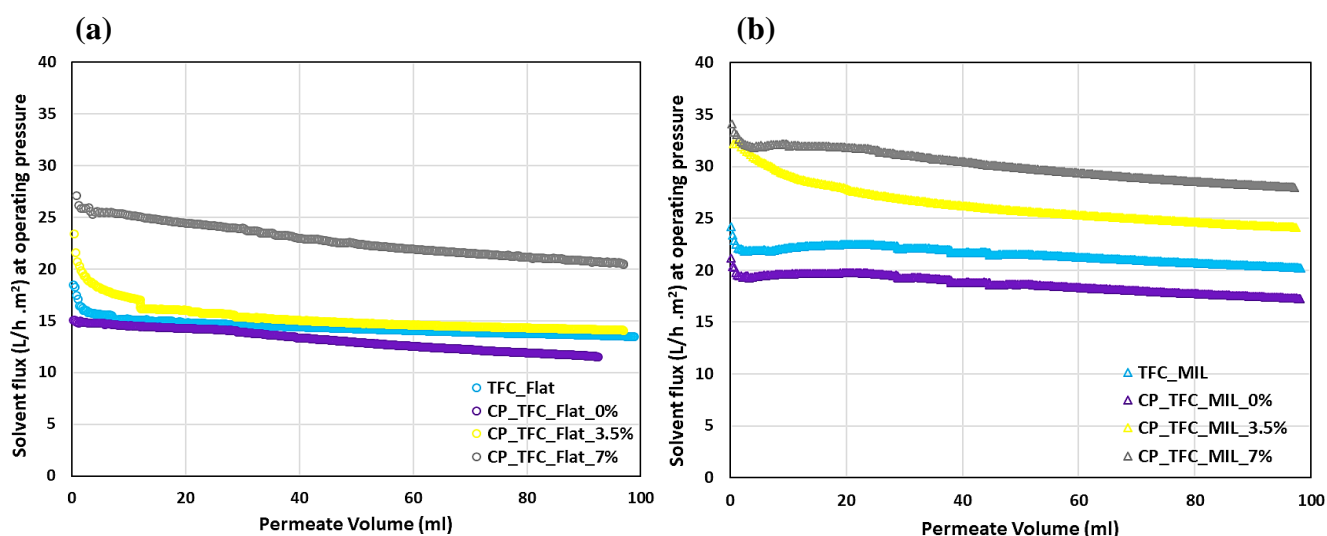 (a)
Solvent flux (L/h .m²) at operating pressure
40
35
30
25
20
15
10
5
0
0 20 40 60 80 100
Permeate Volume (ml)
TFC_Flat
CP_TFC_Flat_0%
CP_TFC_Flat_3.5%
CP_TFC_Flat_7%
(b)
Solvent flux (L/h .m²) at operating pressure
40
35
30
25
20
15
10
5
0
0 20 40 60 80 100
Permeate Volume (ml)
TFC_MIL
CP_TFC_MIL_0%
CP_TFC_MIL_3.5%
CP_TFC_MIL_7%